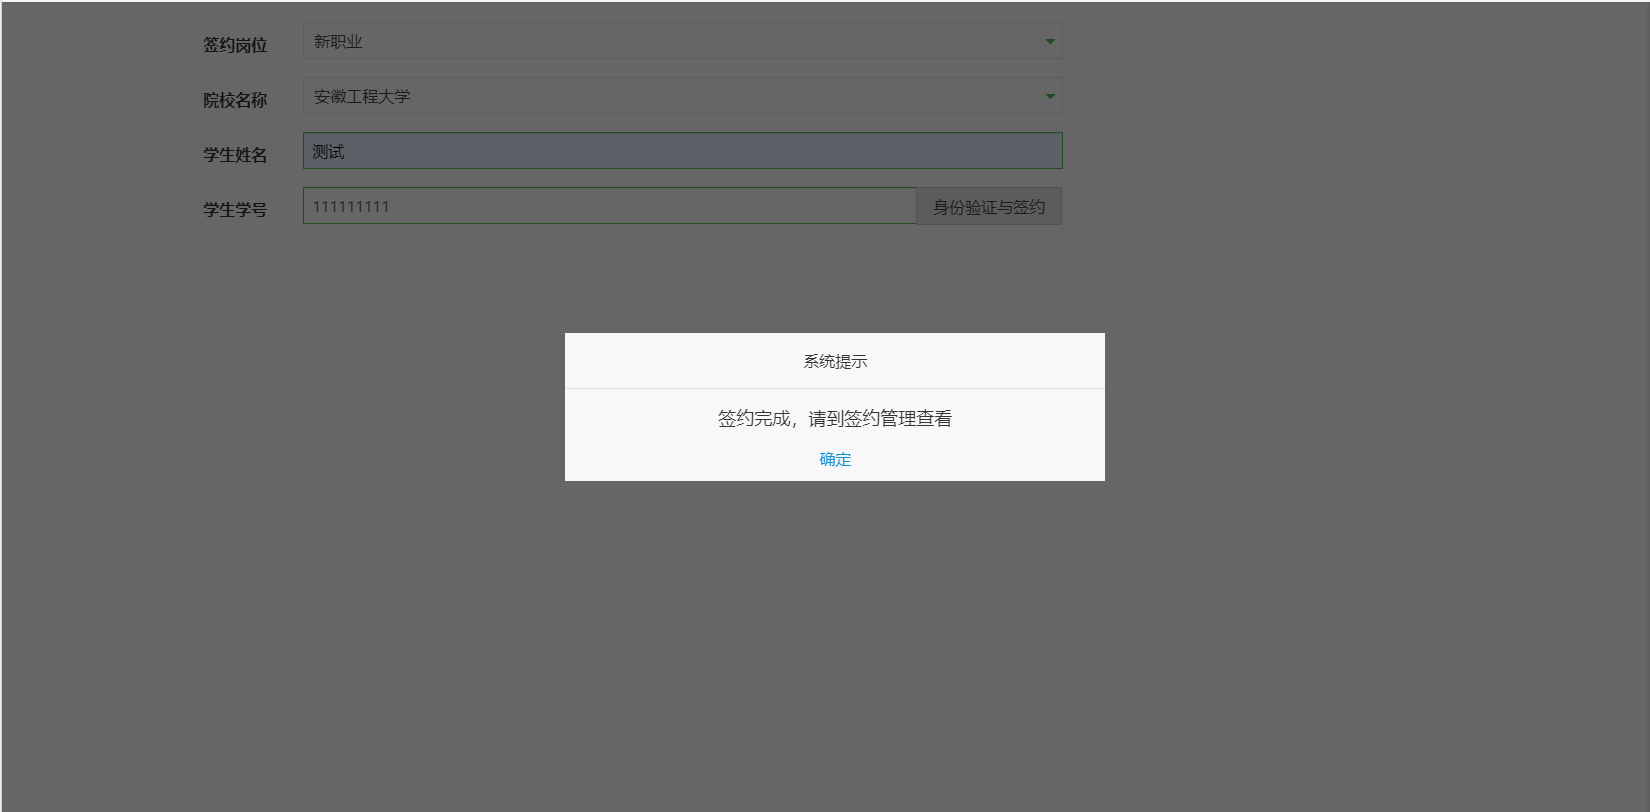 签约岗位 新职业
院校名称 安徽工程大学
学生姓名 测试
学生学号 111111111 身份验证与签约
系统提示
签约完成，请到签约管理查看
确定